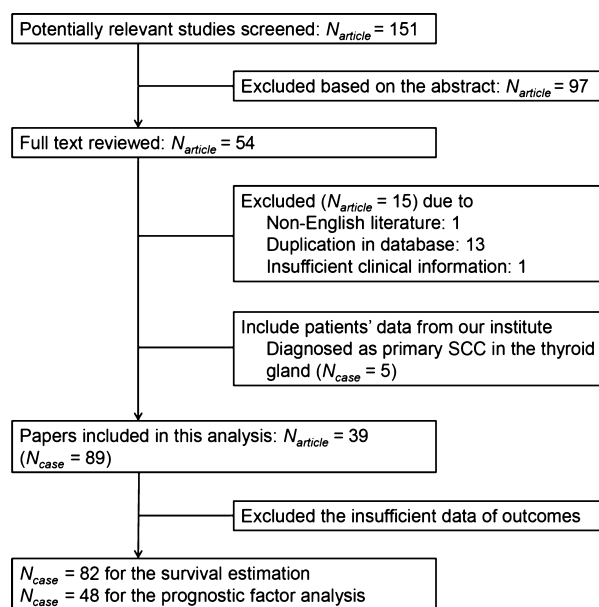 Potentially relevant studies screened: Narticle = 151
Excluded based on the abstract: Narticle = 97
Full text reviewed: Narticle = 54
Excluded (Narticle = 15) due to
Non-English literature: 1
Duplication in database: 13
Insufficient clinical information: 1
Include patients' data from our institute
Diagnosed as primary SCC in the thyroid
gland (Ncase = 5)
Papers included in this analysis: Narticle = 39
(Ncase = 89)
Excluded the insufficient data of outcomes
Ncase = 82 for the survival estimation
Ncase = 48 for the prognostic factor analysis